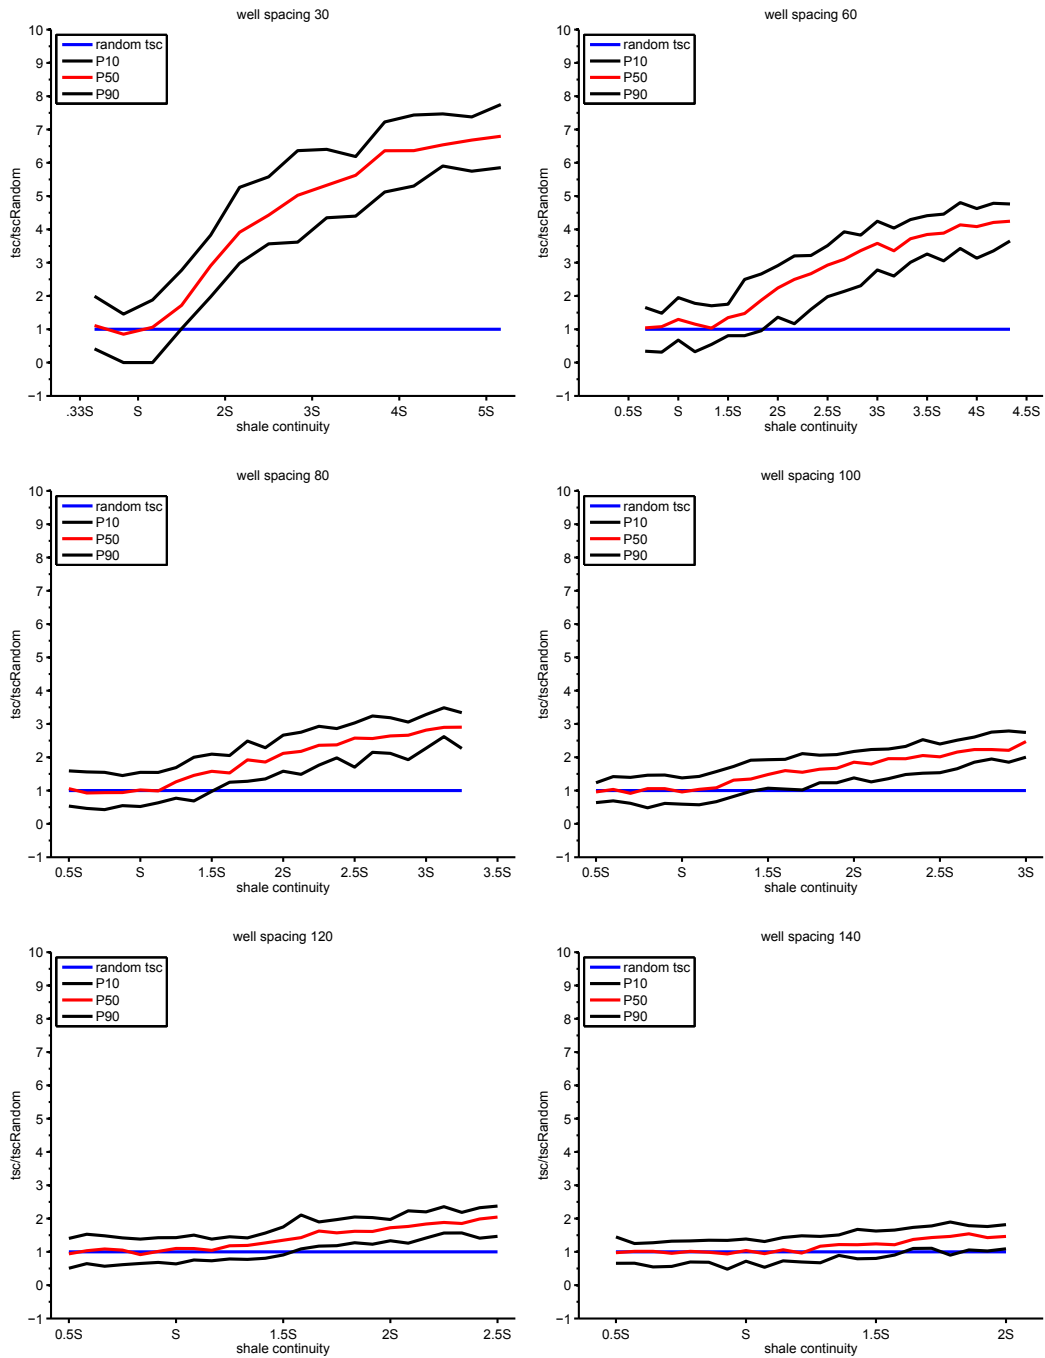 well spacing 30
10
9
8
7
6
5
4
3
2
1
0
−1
tsc/tscRandom
random tsc
P10
P50
P90
.33S S 2S 3S 4S 5S
shale continuity
well spacing 60
10
9
8
7
6
5
4
3
2
1
0
−1
tsc/tscRandom
random tsc
P10
P50
P90
0.5S S 1.5S 2S 2.5S 3S 3.5S 4S 4.5S
shale continuity
well spacing 80
10
9
8
7
6
5
4
3
2
1
0
−1
tsc/tscRandom
random tsc
P10
P50
P90
0.5S S 1.5S 2S 2.5S 3S 3.5S
shale continuity
well spacing 100
10
9
8
7
6
5
4
3
2
1
0
−1
tsc/tscRandom
random tsc
P10
P50
P90
0.5S S 1.5S 2S 2.5S 3S
shale continuity
well spacing 120
10
9
8
7
6
5
4
3
2
1
0
−1
tsc/tscRandom
random tsc
P10
P50
P90
0.5S S 1.5S 2S 2.5S
shale continuity
well spacing 140
10
9
8
7
6
5
4
3
2
1
0
−1
tsc/tscRandom
random tsc
P10
P50
P90
0.5S S 1.5S 2S
shale continuity